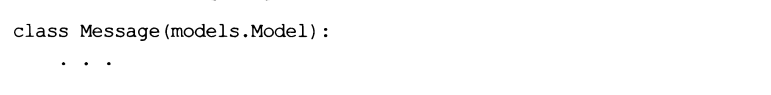 class Message(models.Model):
. . .